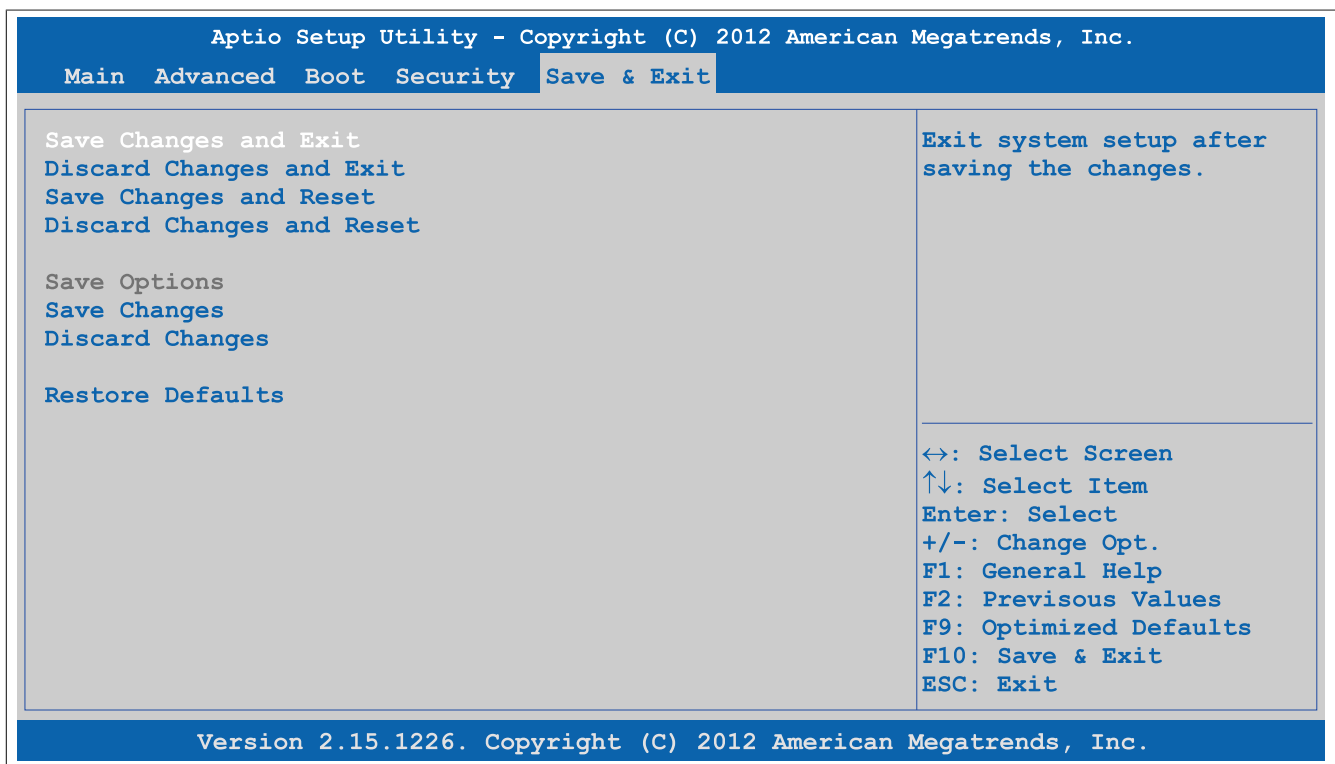 Aptio Setup Utility - Copyright (C) 2012 American Megatrends, Inc.
Main Advanced Boot Security Save & Exit
Save Changes and Exit
Discard Changes and Exit
Save Changes and Reset
Discard Changes and Reset
Save Options
Save Changes
Discard Changes
Restore Defaults
Exit system setup after
saving the changes.
↔: Select Screen
↑↓: Select Item
Enter: Select
+/-: Change Opt.
F1: General Help
F2: Previsous Values
F9: Optimized Defaults
F10: Save & Exit
ESC: Exit
Version 2.15.1226. Copyright (C) 2012 American Megatrends, Inc.